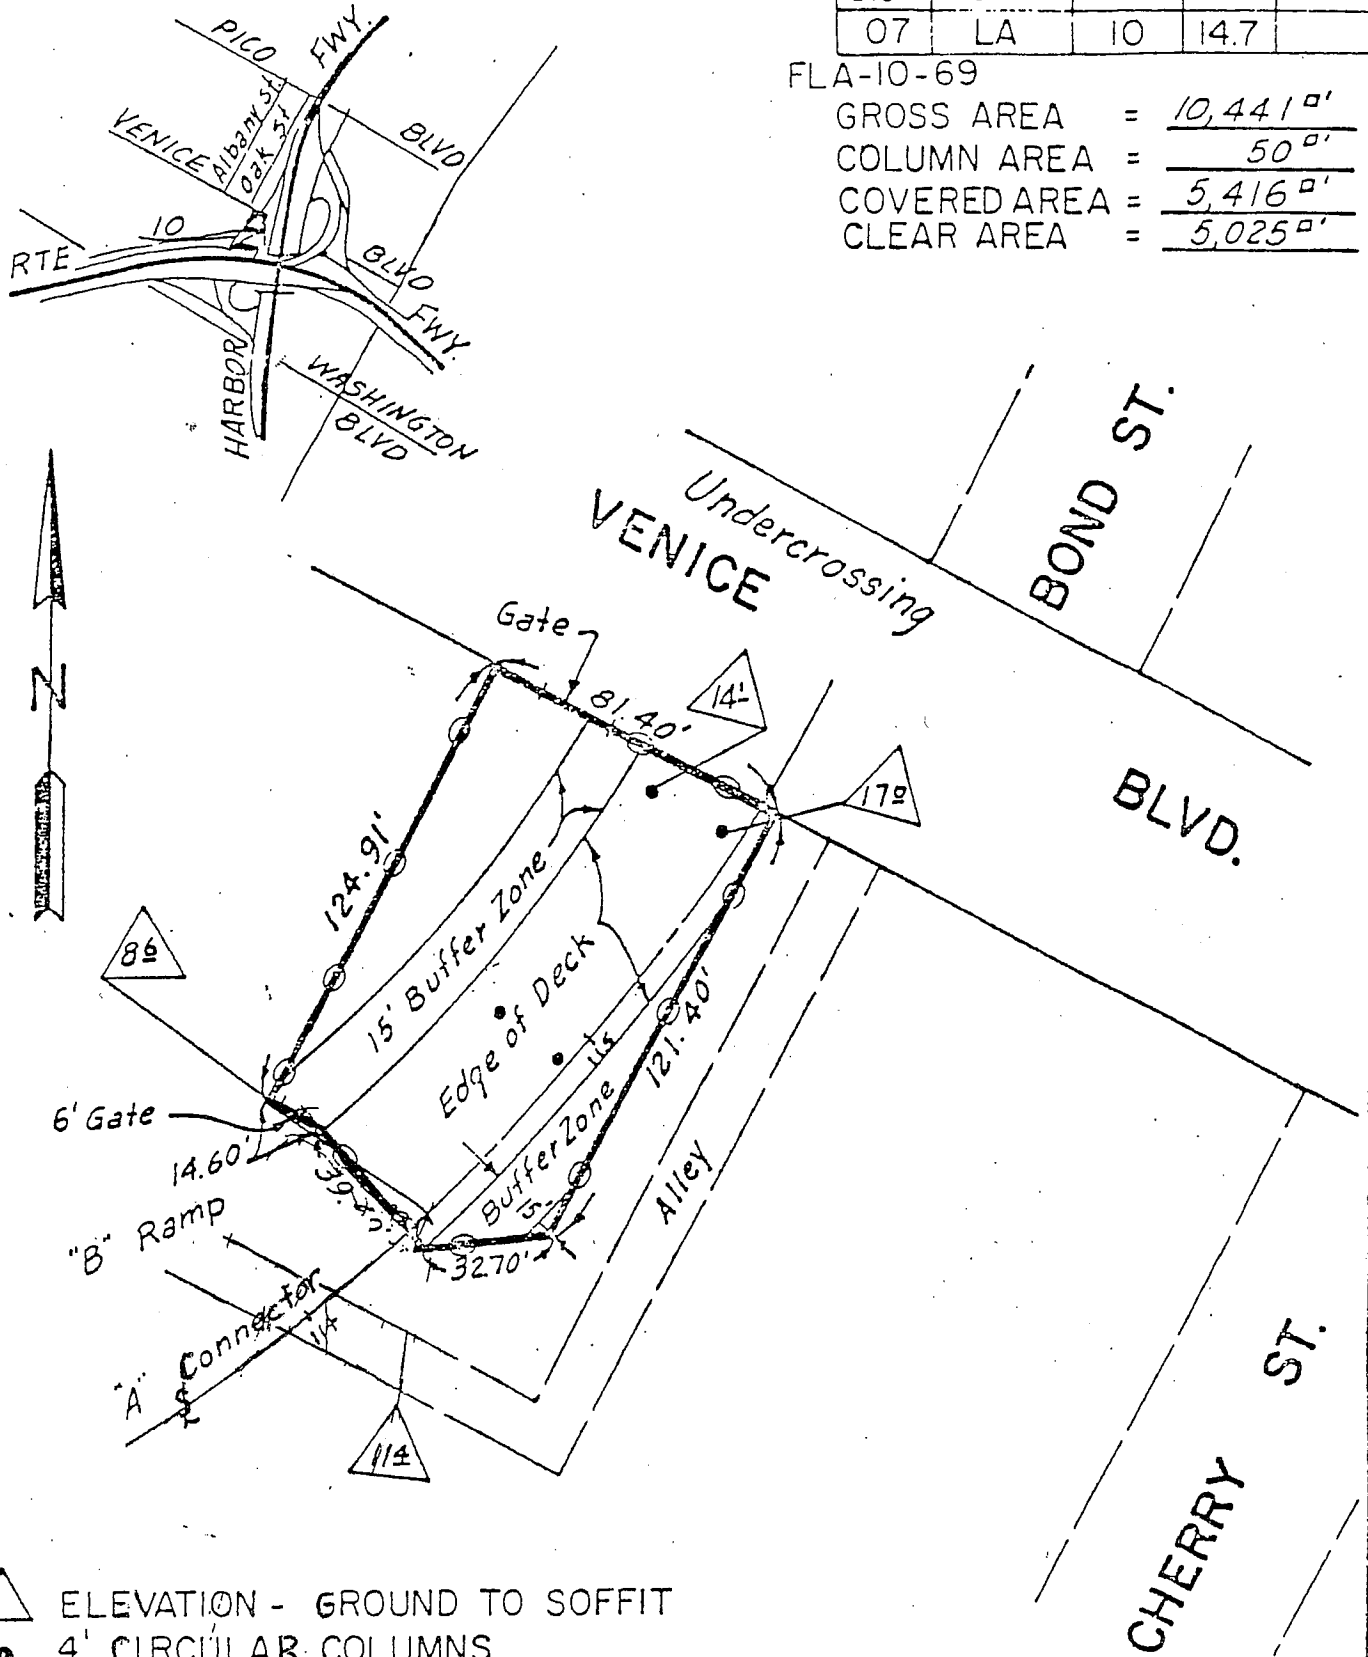 07 LA 10 14.7
FLA-10-69
GROSS AREA = 10,441 □'
COLUMN AREA = 50 □'
COVERED AREA = 5,416 □'
CLEAR AREA = 5,025 □'
PICO
BLVD
FWY.
Albany St.
Oak St
VENICE
BLVD
RTE
10
FWY.
HARBOR
WASHINGTON
BLVD
N
VENICE
Undercrossing
BLVD.
BOND ST.
Gate
81.40'
14'
17º
124.91'
86
15' Buffer Zone
Edge of Deck
Buffer Zone
15'
121.40'
Alley
6' Gate
14.60'
32.70'
"B" Ramp
"A" Connector
114
CHERRY ST.
ELEVATION - GROUND TO SOFFIT
4' CIRCULAR COLUMNS